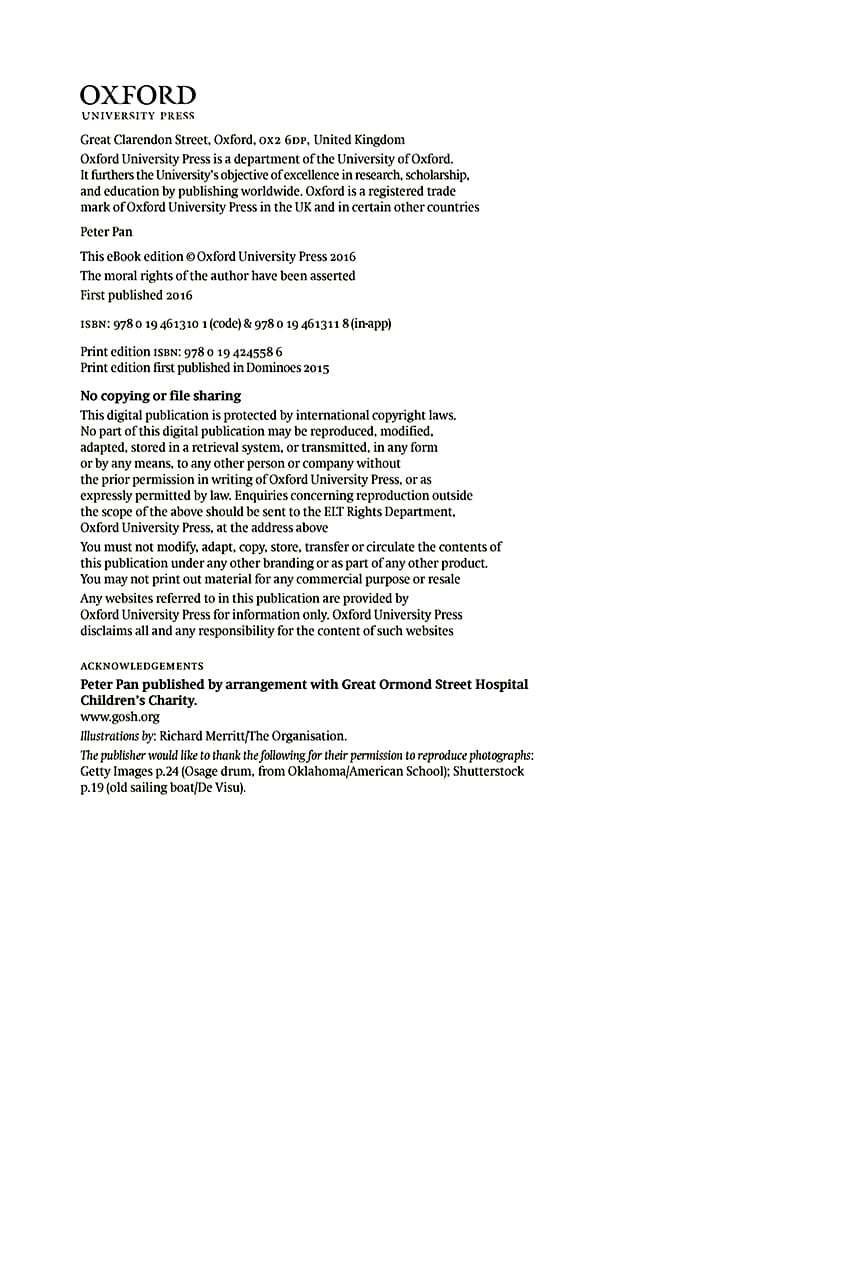 OXFORD
UNIVERSITY PRESS
Great Clarendon Street, Oxford, OX2 6DP, United Kingdom
Oxford University Press is a department of the University of Oxford.
It furthers the University's objective of excellence in research, scholarship,
and education by publishing worldwide. Oxford is a registered trade
mark of Oxford University Press in the UK and in certain other countries
Peter Pan
This eBook edition © Oxford University Press 2016
The moral rights of the author have been asserted
First published 2016
ISBN: 978 0 19 461310 1 (code) & 978 0 19 461311 8 (in-app)
Print edition ISBN: 978 0 19 424558 6
Print edition first published in Dominoes 2015
No copying or file sharing
This digital publication is protected by international copyright laws.
No part of this digital publication may be reproduced, modified,
adapted, stored in a retrieval system, or transmitted, in any form
or by any means, to any other person or company without
the prior permission in writing of Oxford University Press, or as
expressly permitted by law. Enquiries concerning reproduction outside
the scope of the above should be sent to the ELT Rights Department,
Oxford University Press, at the address above
You must not modify, adapt, copy, store, transfer or circulate the contents of
this publication under any other branding or as part of any other product.
You may not print out material for any commercial purpose or resale
Any websites referred to in this publication are provided by
Oxford University Press for information only. Oxford University Press
disclaims all and any responsibility for the content of such websites
ACKNOWLEDGEMENTS
Peter Pan published by arrangement with Great Ormond Street Hospital
Children's Charity.
www.gosh.org
Illustrations by: Richard Merritt/The Organisation.
The publisher would like to thank the following for their permission to reproduce photographs:
Getty Images p.24 (Osage drum, from Oklahoma/American School); Shutterstock
p.19 (old sailing boat/De Visu).